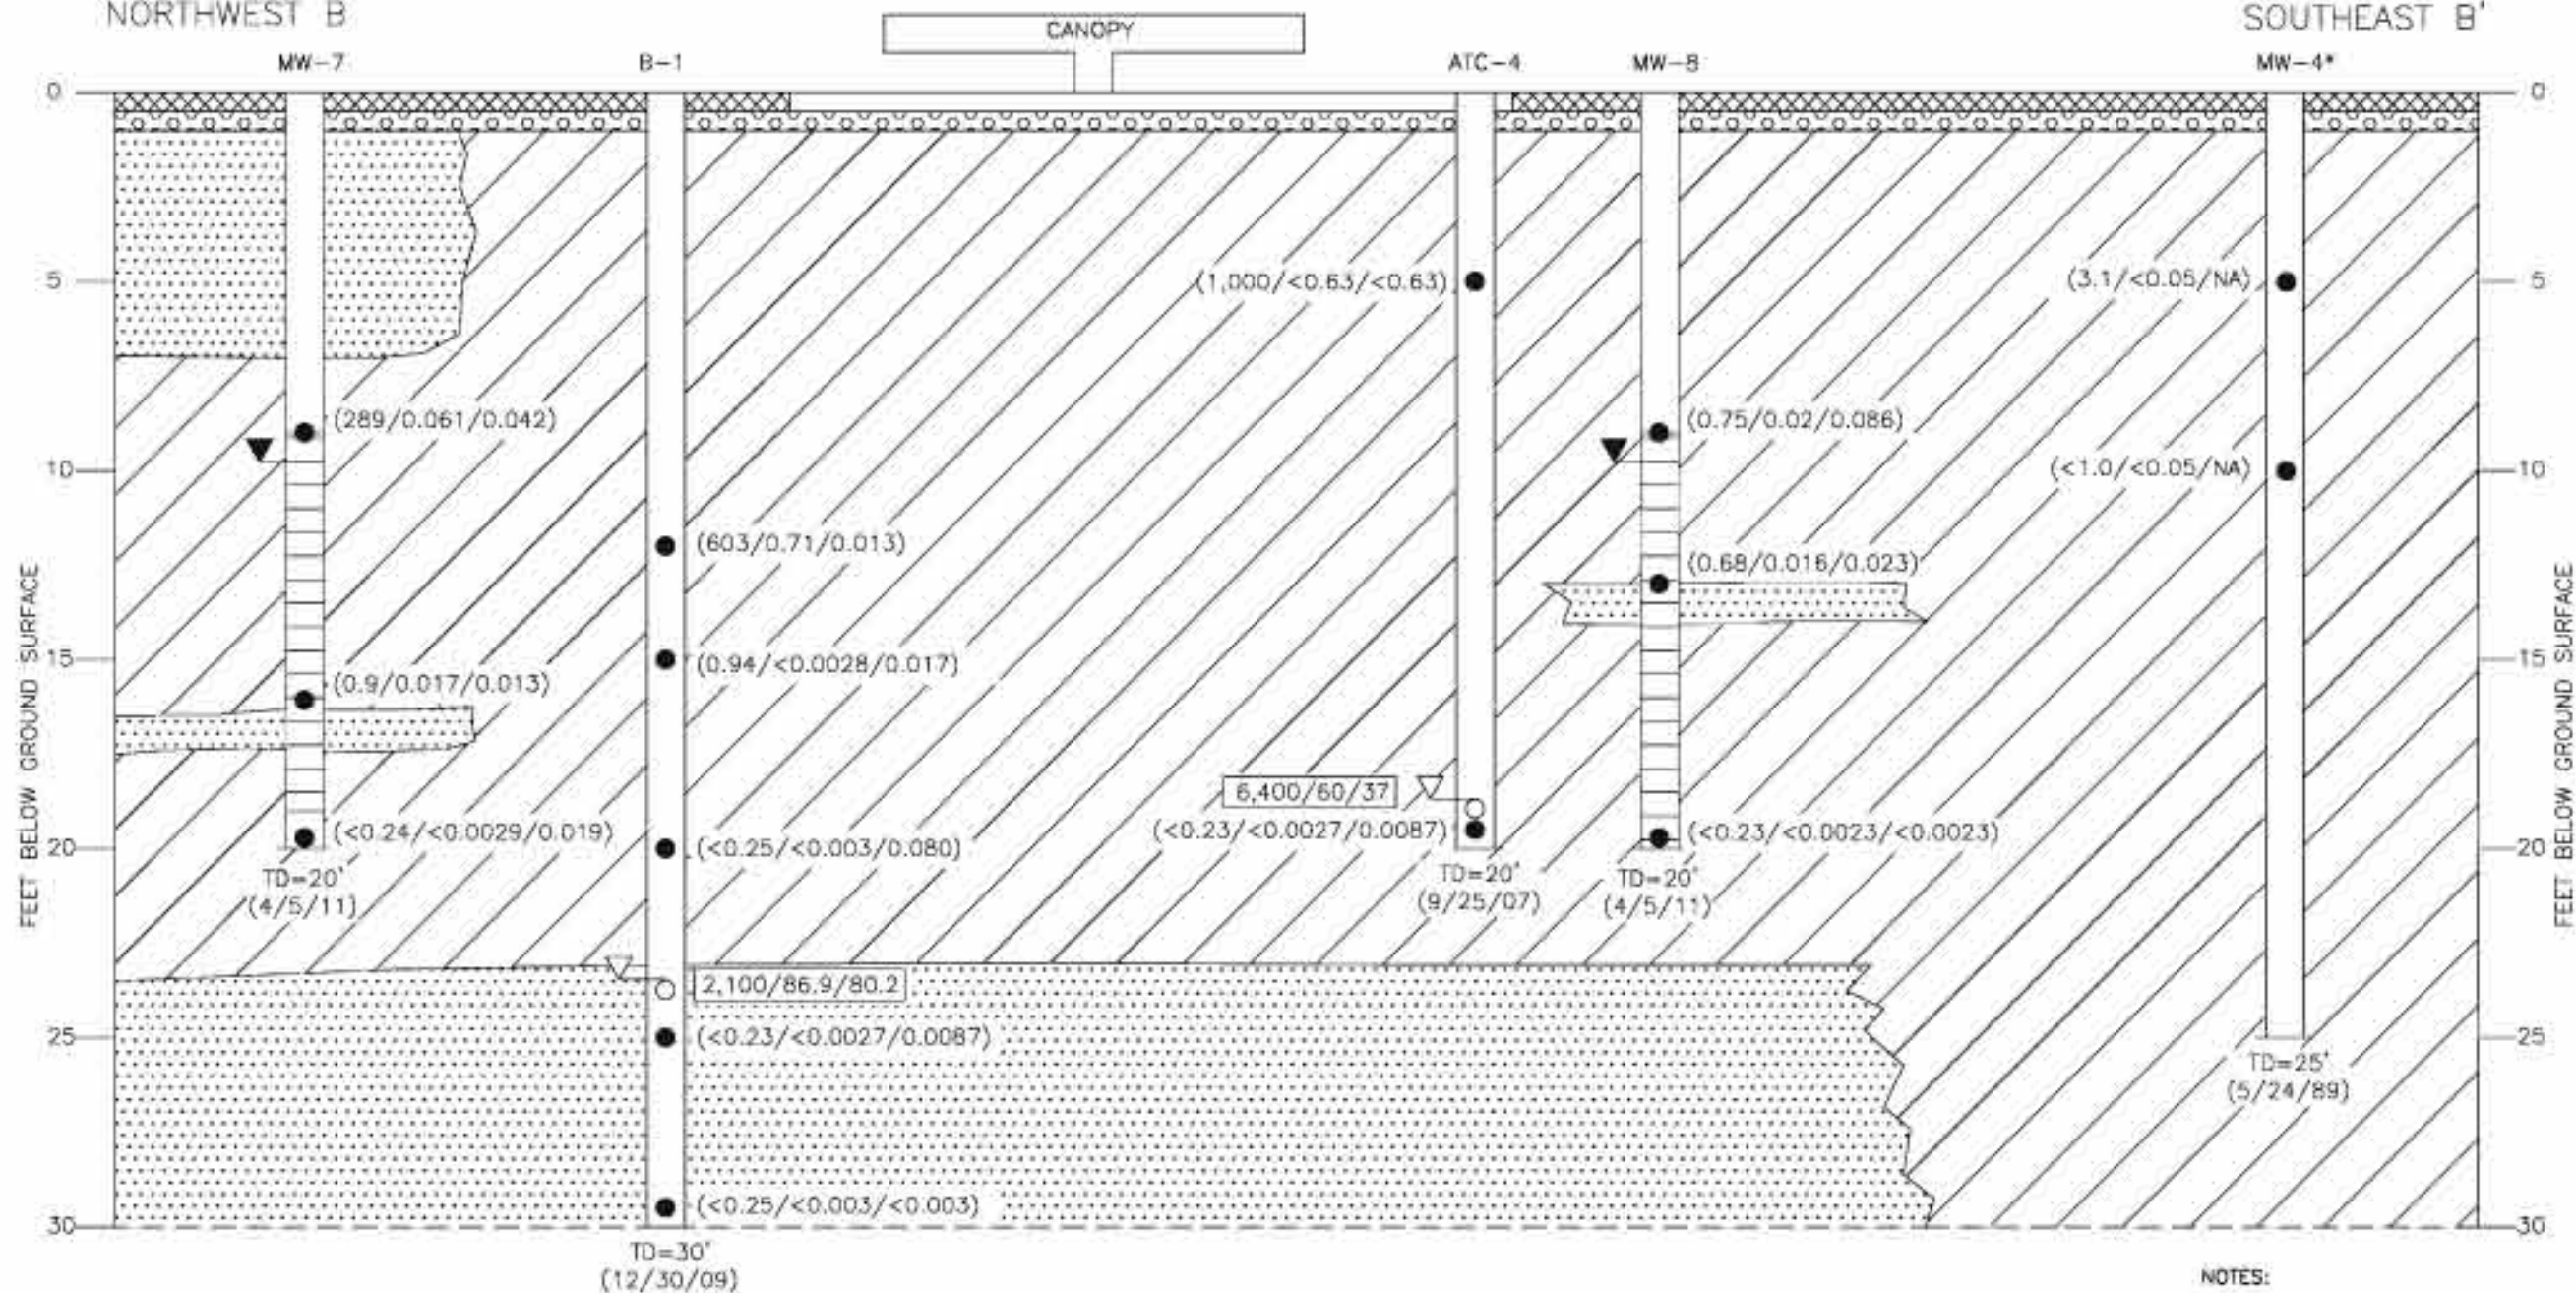 NORTHWEST B
SOUTHEAST B'
CANOPY
MW-7
B-1
ATC-4
MW-8
MW-4*
0
0
5
(1,000/<0.63/<0.63)
(3.1/<0.05/NA)
5
(289/0.061/0.042)
(0.75/0.02/0.086)
10
(<1.0/<0.05/NA)
10
(603/0.71/0.013)
(0.68/0.016/0.023)
FEET BELOW GROUND SURFACE
FEET BELOW GROUND SURFACE
15
(0.94/<0.0028/0.017)
15
(0.9/0.017/0.013)
6,400/60/37
(<0.24/<0.0029/0.019)
(<0.23/<0.0027/0.0087)
(<0.23/<0.0023/<0.0023)
20
(<0.25/<0.003/0.080)
20
TD=20'
(4/5/11)
TD=20'
(9/25/07)
TD=20'
(4/5/11)
2,100/86.9/80.2
25
(<0.23/<0.0027/0.0087)
25
TD=25'
(5/24/89)
(<0.25/<0.003/<0.003)
30
30
TD=30'
(12/30/09)
NOTES: